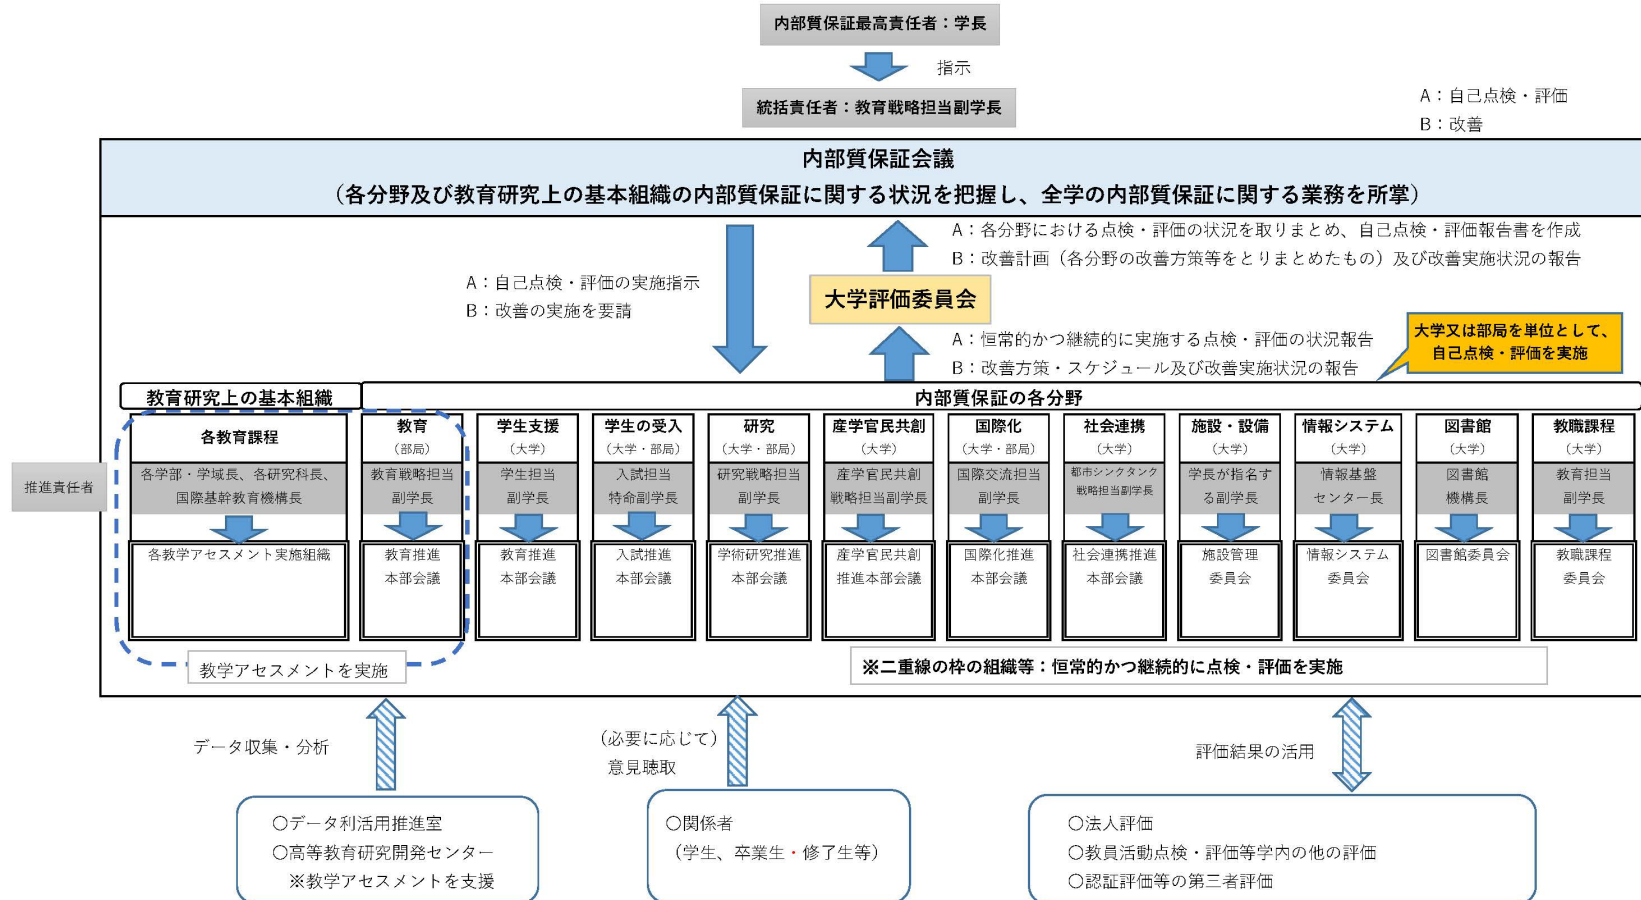 内部質保証最高責任者：学長
指示
統括責任者：教育戦略担当副学長
A：自己点検・評価
B：改善
内部質保証会議
（各分野及び教育研究上の基本組織の内部質保証に関する状況を把握し、全学の内部質保証に関する業務を所掌）
A：各分野における点検・評価の状況を取りまとめ、自己点検・評価報告書を作成
B：改善計画（各分野の改善方策等をとりまとめたもの）及び改善実施状況の報告
A：自己点検・評価の実施指示
B：改善の実施を要請
大学評価委員会
A：恒常的かつ継続的に実施する点検・評価の状況報告
B：改善方策・スケジュール及び改善実施状況の報告
大学又は部局を単位として、
自己点検・評価を実施
教育研究上の基本組織
内部質保証の各分野
推進責任者
各教育課程
各学部・学域長、各研究科長、
国際基幹教育機構長
各教学アセスメント実施組織
教育
（部局）
教育戦略担当
副学長
教育推進
本部会議
学生支援
（大学）
学生担当
副学長
教育推進
本部会議
学生の受入
（大学・部局）
入試担当
特命副学長
入試推進
本部会議
研究
（大学・部局）
研究戦略担当
副学長
学術研究推進
本部会議
産学官民共創
（大学）
産学官民共創
戦略担当副学長
産学官民共創
推進本部会議
国際化
（大学・部局）
国際交流担当
副学長
国際化推進
本部会議
社会連携
（大学）
都市シンクタンク
戦略担当副学長
社会連携推進
本部会議
施設・設備
（大学）
学長が指名す
る副学長
施設管理
委員会
情報システム
（大学）
情報基盤
センター長
情報システム
委員会
図書館
（大学）
図書館
機構長
図書館委員会
教職課程
（大学）
教育担当
副学長
教職課程
委員会
教学アセスメントを実施
※二重線の枠の組織等：恒常的かつ継続的に点検・評価を実施
データ収集・分析
（必要に応じて）
意見聴取
評価結果の活用
○データ利活用推進室
○高等教育研究開発センター
※教学アセスメントを支援
○関係者
（学生、卒業生・修了生等）
○法人評価
○教員活動点検・評価等学内の他の評価
○認証評価等の第三者評価